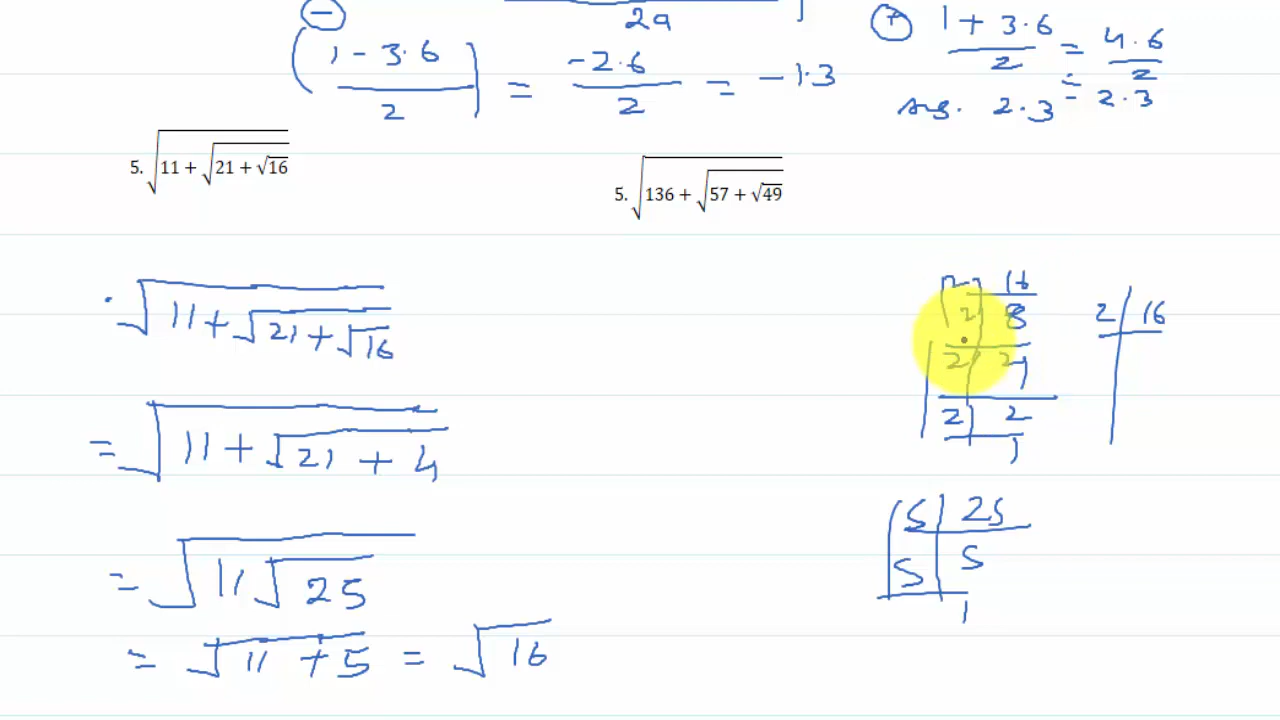 (1 - 3.6 / 2) = -2.6 / 2 = -1.3
2a
(+) 1 + 3.6 / 2 = 4.6 / 2
= 2.3
ans. 2.3
5. √(11 + √(21 + √16))
5. √(136 + √(57 + √49))
√(11 + √(21 + √16))
= √(11 + √(21 + 4
= √(11 √25
= √(11 + 5) = √16
2 | 16
2 | 8
2 | 4
2 | 2
1
2 | 16
5 | 25
5 | 5
1